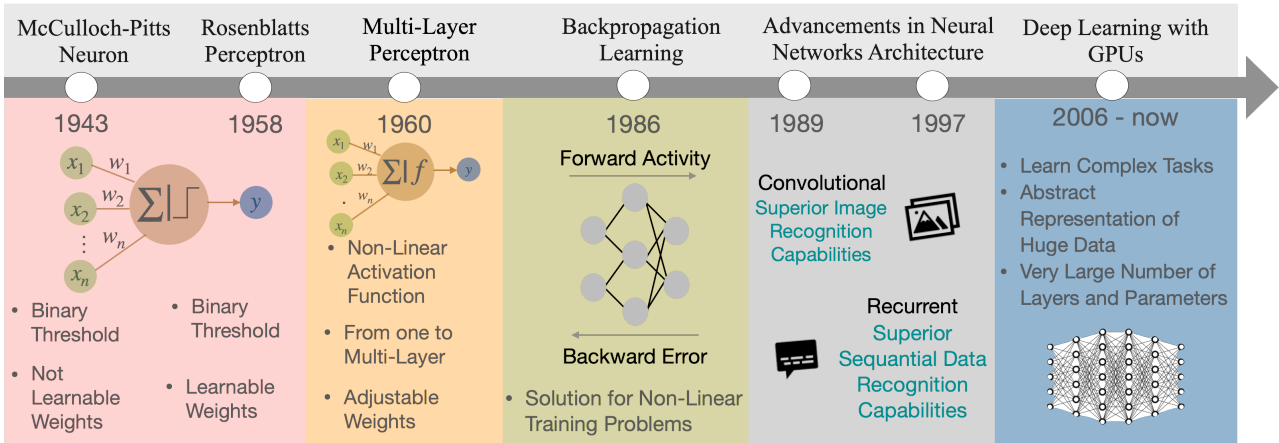 McCulloch-Pitts
Neuron
Rosenblatts
Perceptron
Multi-Layer
Perceptron
Backpropagation
Learning
Advancements in Neural
Networks Architecture
Deep Learning with
GPUs
1943
1958
1960
1986
1989
1997
2006 - now
x1
w1
x2
w2
⋮
wn
xn
Σ|
y
• Binary
Threshold
• Not
Learnable
Weights
• Binary
Threshold
• Learnable
Weights
x1
w1
x2
w2
.
wn
xn
Σ|f
y
• Non-Linear
Activation
Function
• From one to
Multi-Layer
• Adjustable
Weights
Forward Activity
Backward Error
• Solution for Non-Linear
Training Problems
Convolutional
Superior Image
Recognition
Capabilities
Recurrent
Superior
Sequantial Data
Recognition
Capabilities
• Learn Complex Tasks
• Abstract
Representation of
Huge Data
• Very Large Number of
Layers and Parameters